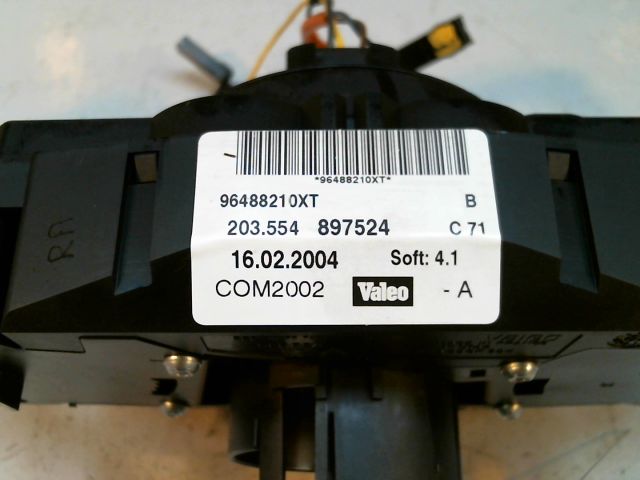 *96488210XT*
96488210XT B
203.554 897524 C 71
16.02.2004 Soft: 4.1
COM2002 Valeo - A